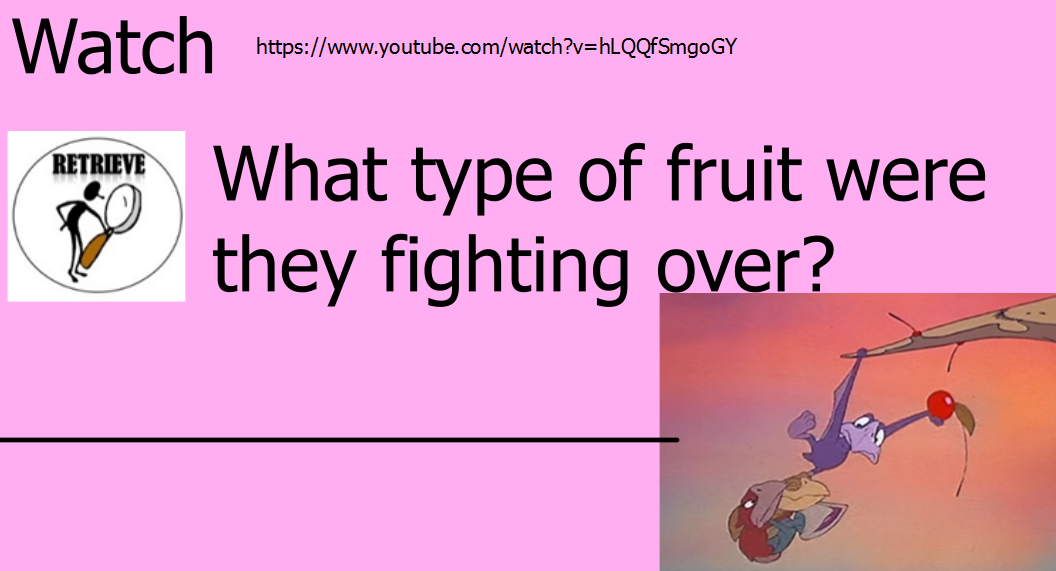 Watch
https://www.youtube.com/watch?v=hLQQfSmgoGY
RETRIEVE
What type of fruit were
they fighting over?